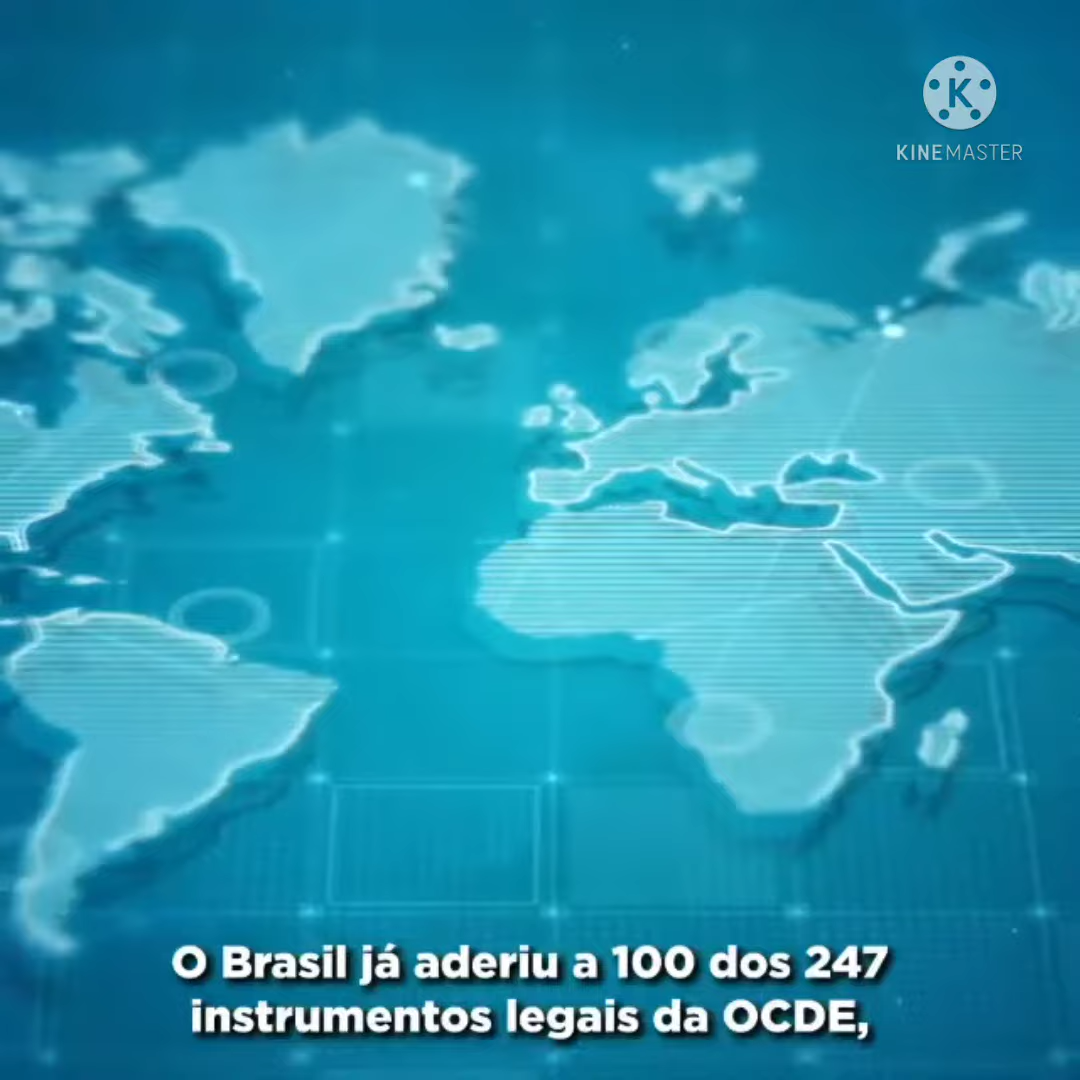 K
KINEMASTER
O Brasil já aderiu a 100 dos 247
instrumentos legais da OCDE,